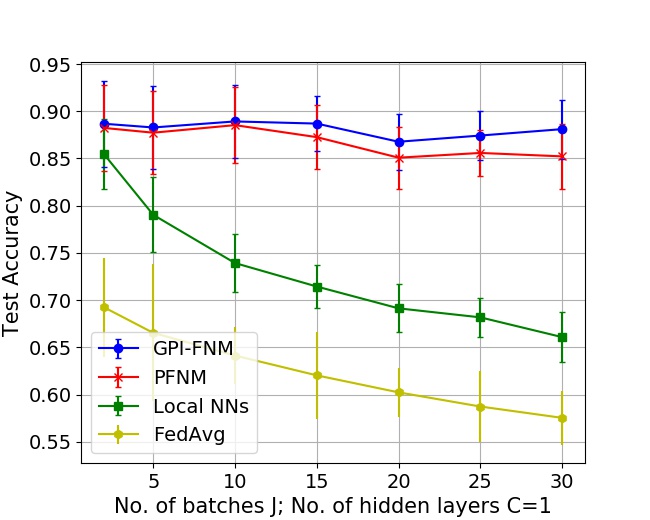 0.95
0.90
0.85
0.80
0.75
0.70
0.65
0.60
0.55
Test Accuracy
GPI-FNM
PFNM
Local NNs
FedAvg
5 10 15 20 25 30
No. of batches J; No. of hidden layers C=1